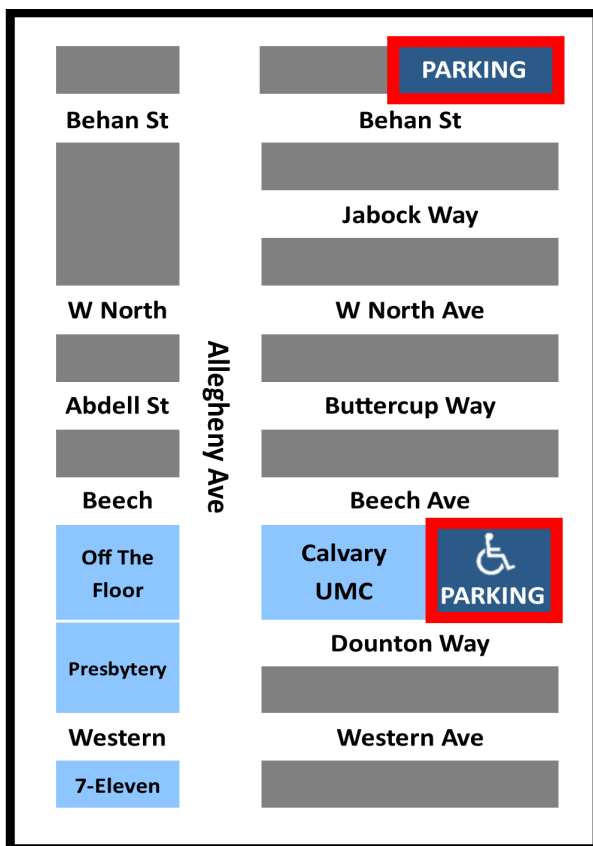 PARKING
Behan St
Behan St
Jabock Way
W North
W North Ave
Allegheny Ave
Abdell St
Buttercup Way
Beech
Beech Ave
Off The
Floor
Calvary
UMC
PARKING
Dounton Way
Presbytery
Western
Western Ave
7-Eleven